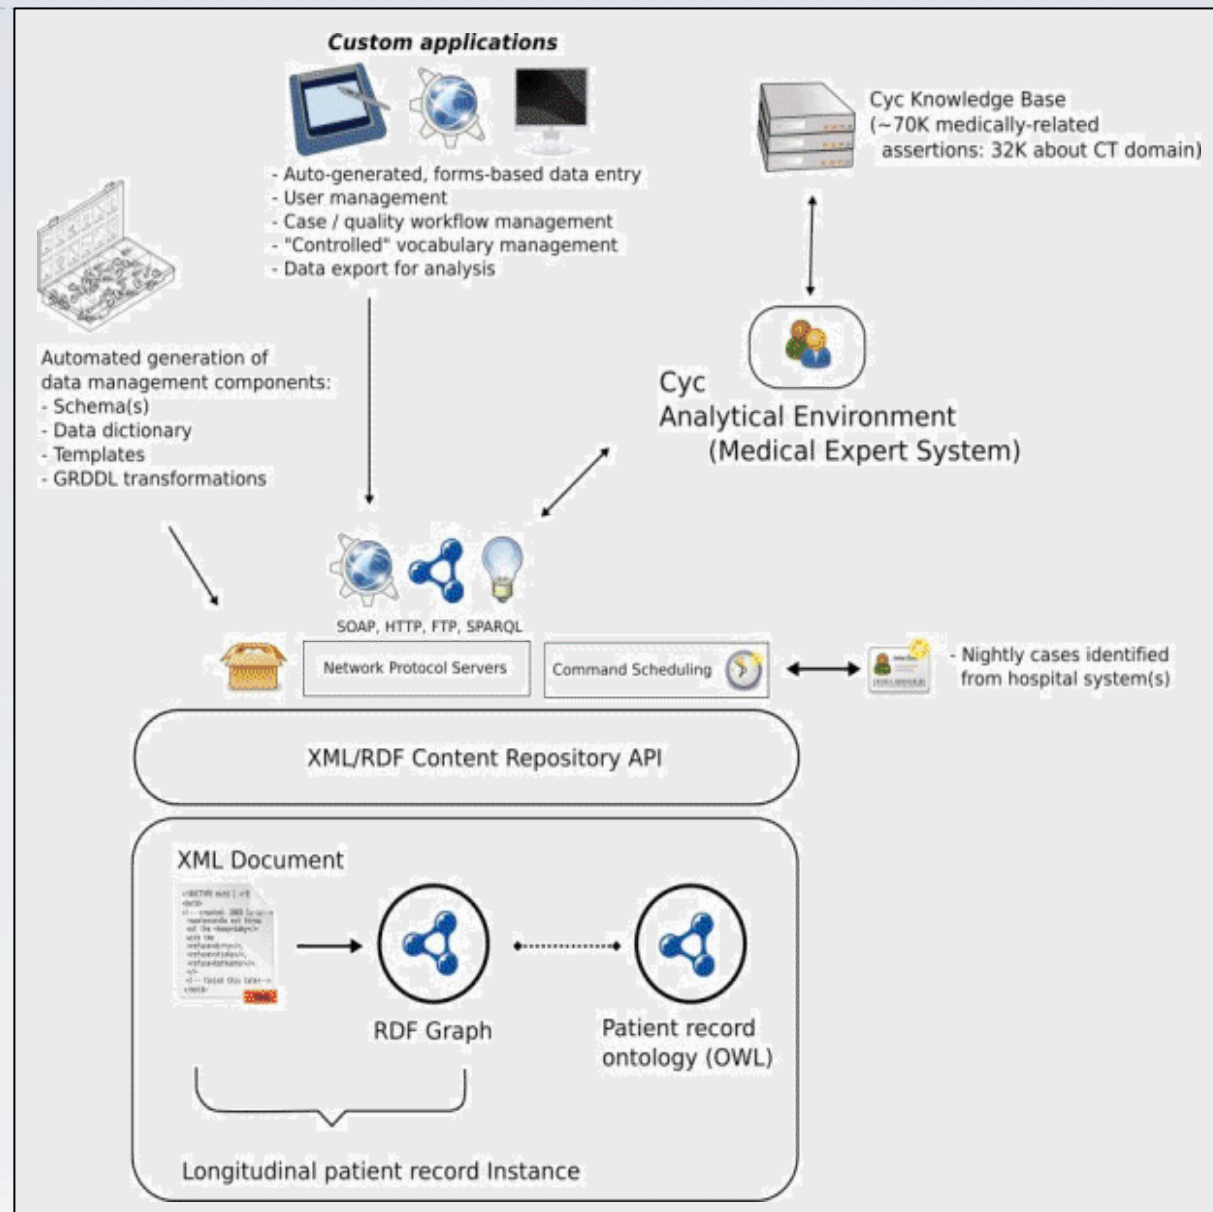 Custom applications
- Auto-generated, forms-based data entry
- User management
- Case / quality workflow management
- "Controlled" vocabulary management
- Data export for analysis
Cyc Knowledge Base
(~70K medically-related
assertions: 32K about CT domain)
Automated generation of
data management components:
- Schema(s)
- Data dictionary
- Templates
- GRDDL transformations
Cyc
Analytical Environment
(Medical Expert System)
SOAP, HTTP, FTP, SPARQL
Network Protocol Servers
Command Scheduling
- Nightly cases identified
from hospital system(s)
XML/RDF Content Repository API
XML Document
RDF Graph
Patient record
ontology (OWL)
Longitudinal patient record Instance